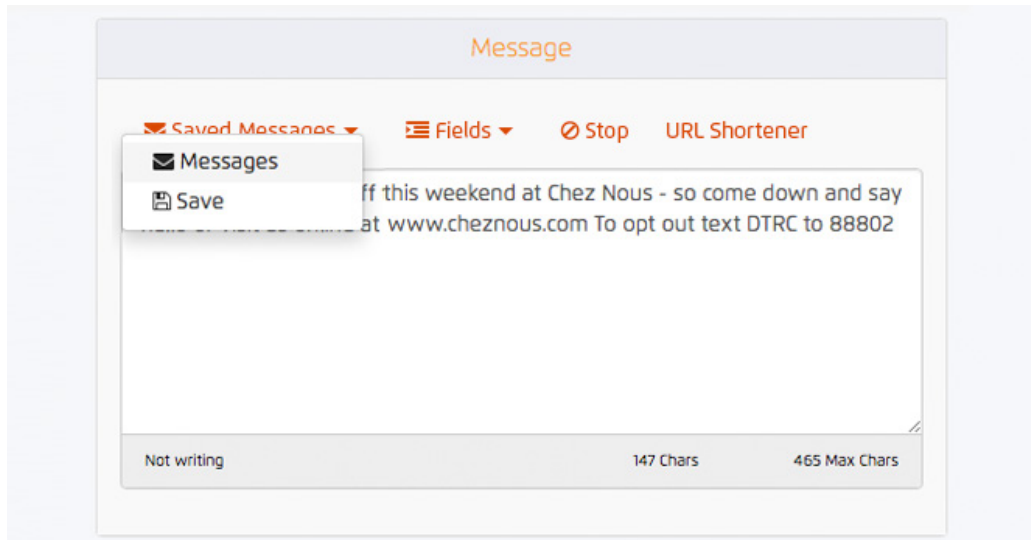 Message
Saved Messages Fields Stop URL Shortener
Messages
Save
ff this weekend at Chez Nous - so come down and say
at www.cheznous.com To opt out text DTRC to 88802
Not writing 147 Chars 465 Max Chars